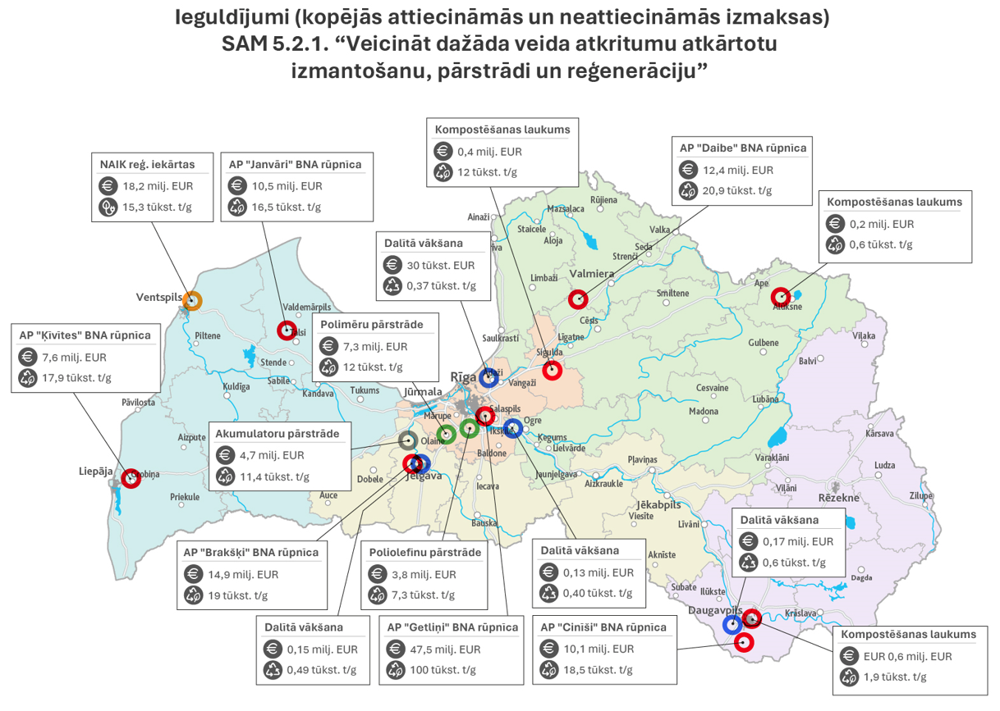 Ieguldījumi (kopējās attiecināmās un neattiecināmās izmaksas)
SAM 5.2.1. “Veicināt dažāda veida atkritumu atkārtotu
izmantošanu, pārstrādi un reģenerāciju”
Kompostēšanas laukums
0,4 milj. EUR
12 tūkst. t/g
AP "Daibe" BNA rūpnīca
12,4 milj. EUR
20,9 tūkst. t/g
NAIK reģ. iekārtas
18,2 milj. EUR
15,3 tūkst. t/g
AP "Janvāri" BNA rūpnīca
10,5 milj. EUR
16,5 tūkst. t/g
Kompostēšanas laukums
0,2 milj. EUR
0,6 tūkst. t/g
Dalītā vākšana
30 tūkst. EUR
0,37 tūkst. t/g
Polimēru pārstrāde
7,3 milj. EUR
12 tūkst. t/g
AP "Ķīvītes" BNA rūpnīca
7,6 milj. EUR
17,9 tūkst. t/g
Akumulatoru pārstrāde
4,7 milj. EUR
11,4 tūkst. t/g
Rūjiena
Mazsalaca
Ainaži
Staicele
Aloja
Valka
Seda
Strenči
Valmiera
Limbaži
Smiltene
Ape
Alūksne
Cēsis
Līgatne
Sigulda
Saulkrasti
Gulbene
Viļaka
Balvi
Ventspils
Valdemārpils
Talsi
Piltene
Stende
Sabile
Kandava
Kuldīga
Tukums
Pāvilosta
Aizpute
Liepāja
Grobiņa
Priekule
Rīga
Ādaži
Vangaži
Jūrmala
Mārupe
Salaspils
Ikšķile
Ogre
Olaine
Baldone
Ķegums
Lielvārde
Jaunjelgava
Jelgava
Dobele
Auce
Iecava
Bauska
Cesvaine
Madona
Lubāna
Varakļāni
Pļaviņas
Aizkraukle
Jēkabpils
Viesīte
Aknīste
Līvāni
Viļāni
Rēzekne
Kārsava
Ludza
Zilupe
Dagda
Subate
Ilūkste
Daugavpils
Krāslava
Dalītā vākšana
0,17 milj. EUR
0,6 tūkst. t/g
AP "Brakšķi" BNA rūpnīca
14,9 milj. EUR
19 tūkst. t/g
Poliolefīnu pārstrāde
3,8 milj. EUR
7,3 tūkst. t/g
Dalītā vākšana
0,13 milj. EUR
0,40 tūkst. t/g
Dalītā vākšana
0,15 milj. EUR
0,49 tūkst. t/g
AP "Getliņi" BNA rūpnīca
47,5 milj. EUR
100 tūkst. t/g
AP "Cinīši" BNA rūpnīca
10,1 milj. EUR
18,5 tūkst. t/g
Kompostēšanas laukums
EUR 0,6 milj. EUR
1,9 tūkst. t/g